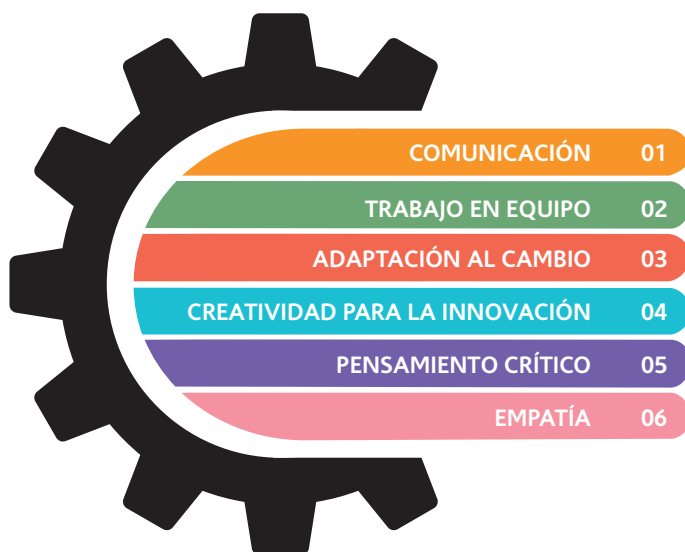 COMUNICACIÓN 01
TRABAJO EN EQUIPO 02
ADAPTACIÓN AL CAMBIO 03
CREATIVIDAD PARA LA INNOVACIÓN 04
PENSAMIENTO CRÍTICO 05
EMPATÍA 06